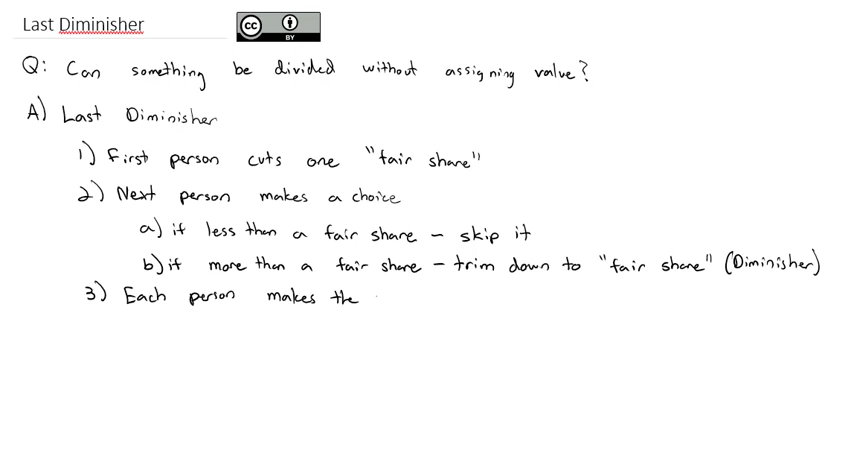 Last Diminisher
cc BY
Q: Can something be divided without assigning value?
A) Last Diminisher
1) First person cuts one "fair share"
2) Next person makes a choice
a) if less than a fair share - skip it
b) if more than a fair share - trim down to "fair share" (Diminisher)
3) Each person makes the